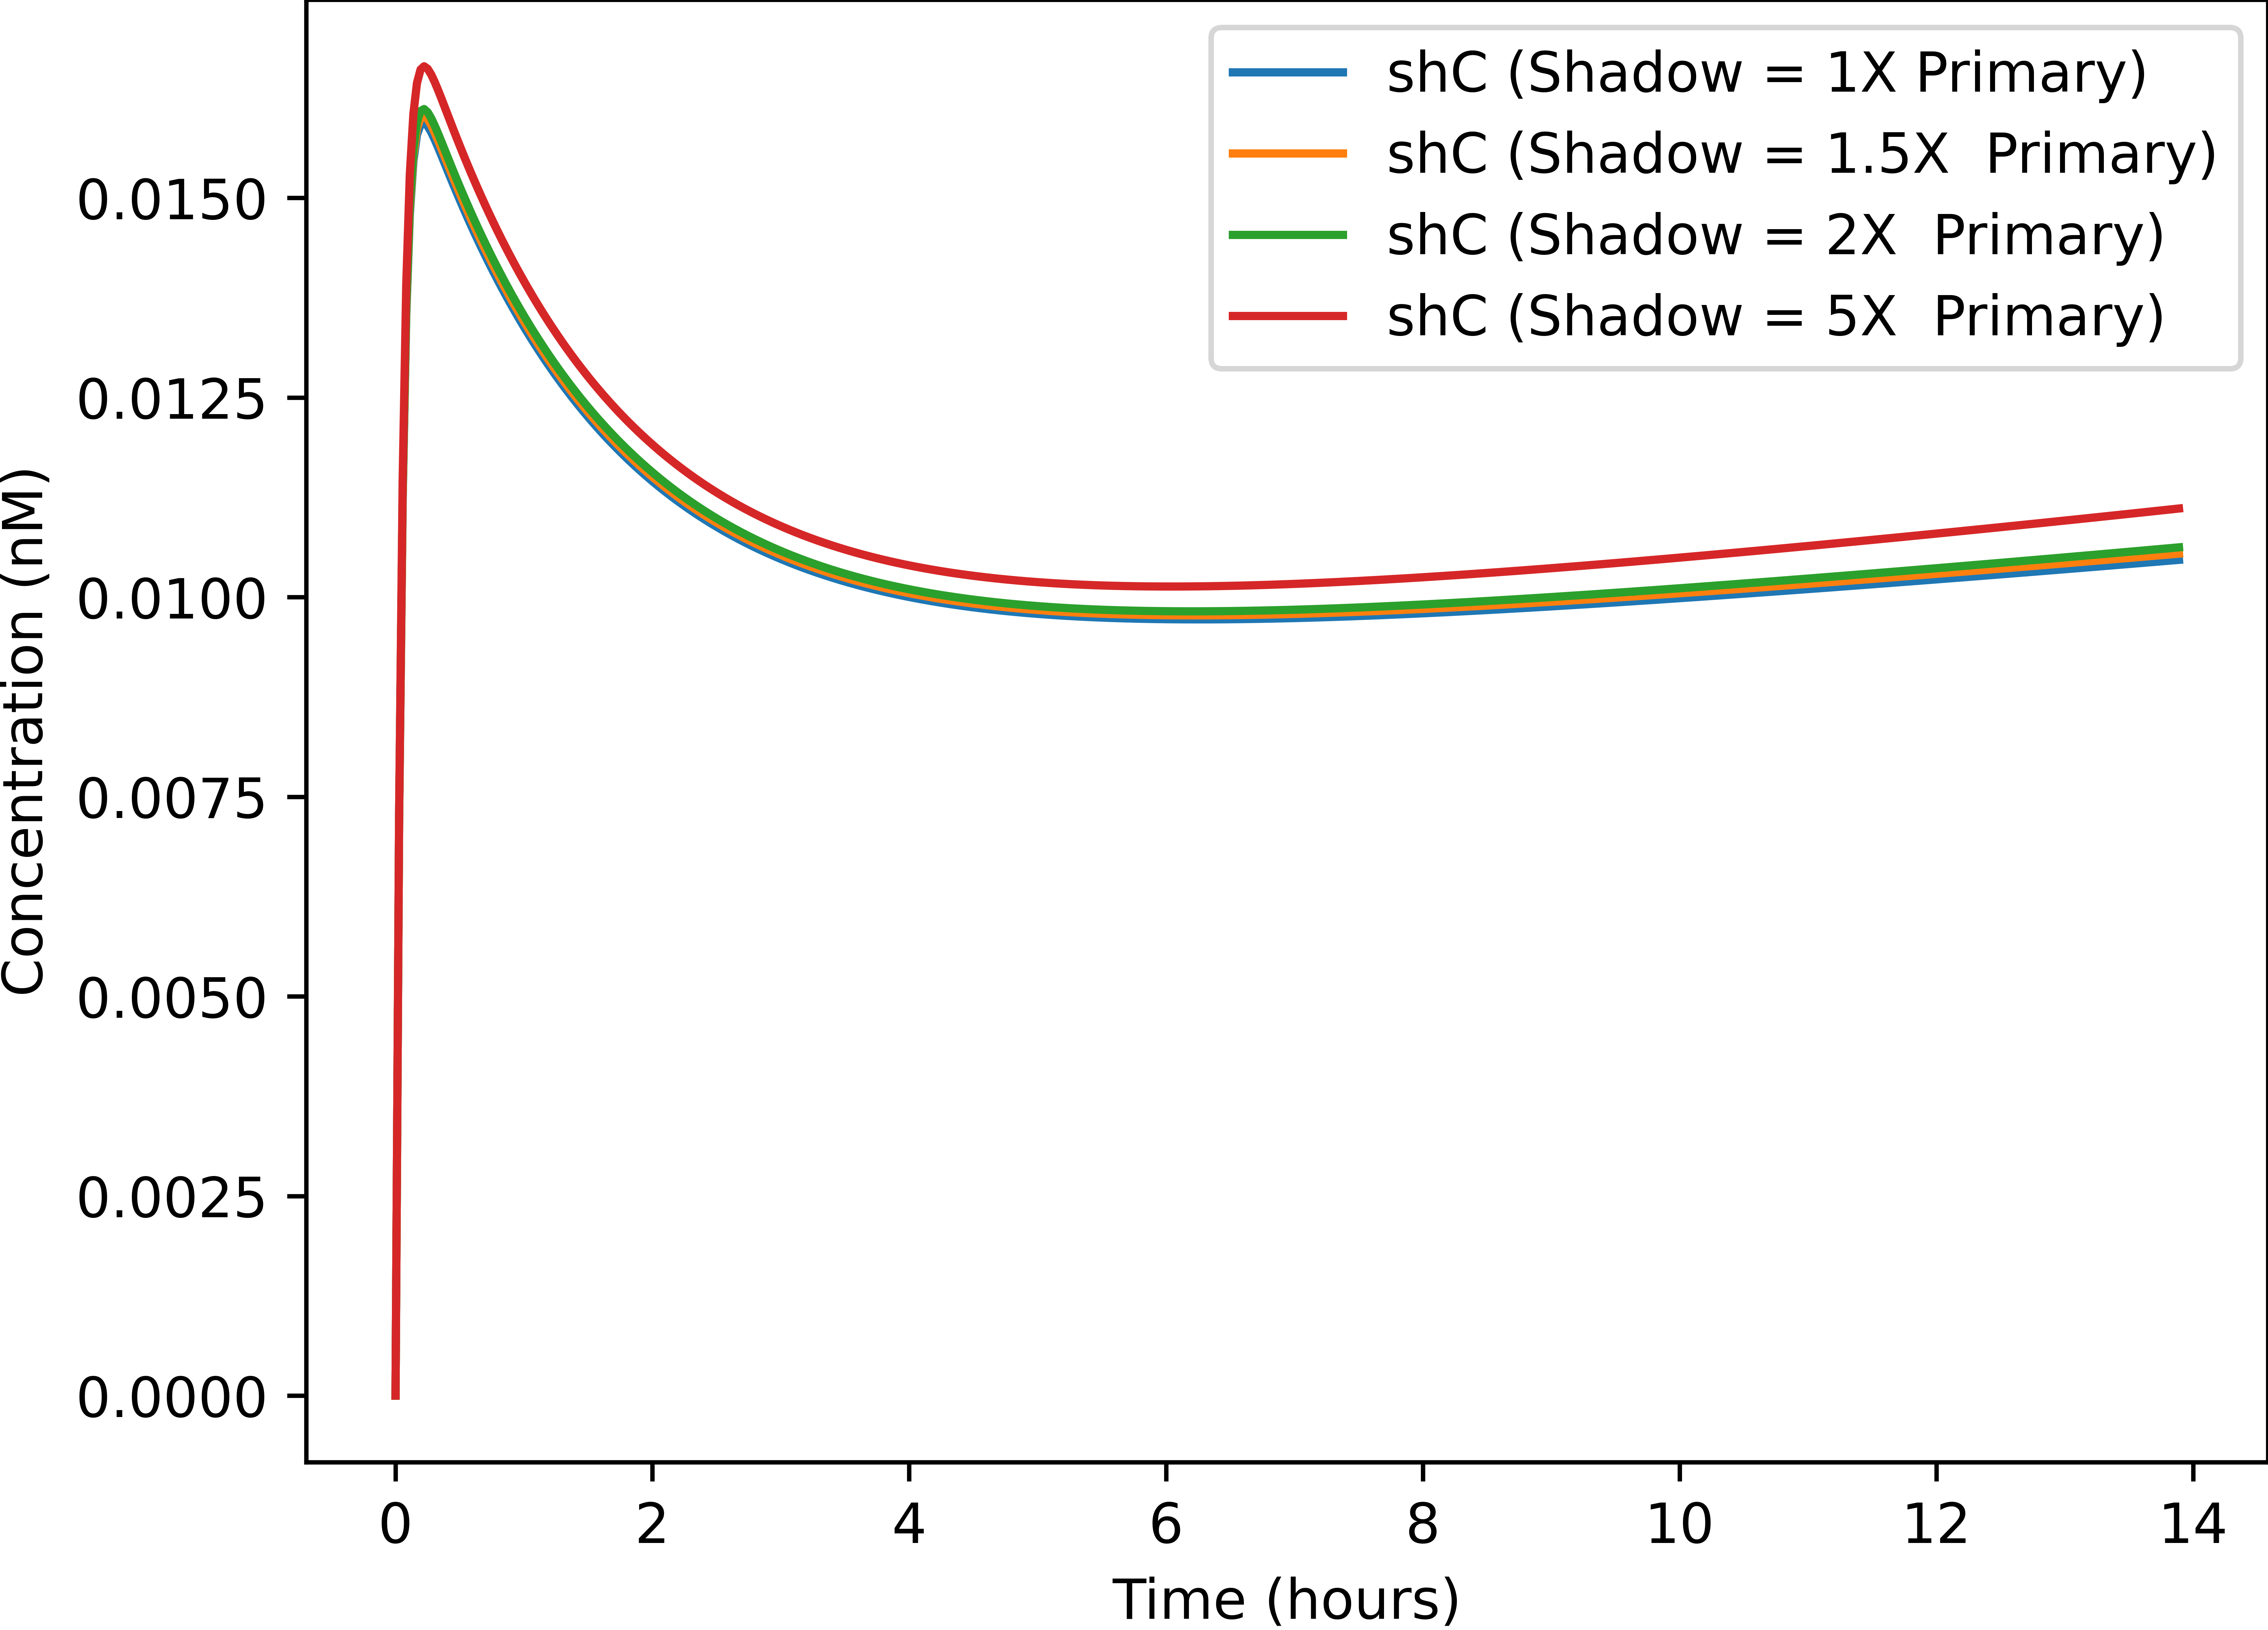 shC (Shadow = 1X Primary)
shC (Shadow = 1.5X  Primary)
shC (Shadow = 2X  Primary)
shC (Shadow = 5X  Primary)
Concentration (nM)
0.0150
0.0125
0.0100
0.0075
0.0050
0.0025
0.0000
0 2 4 6 8 10 12 14
Time (hours)